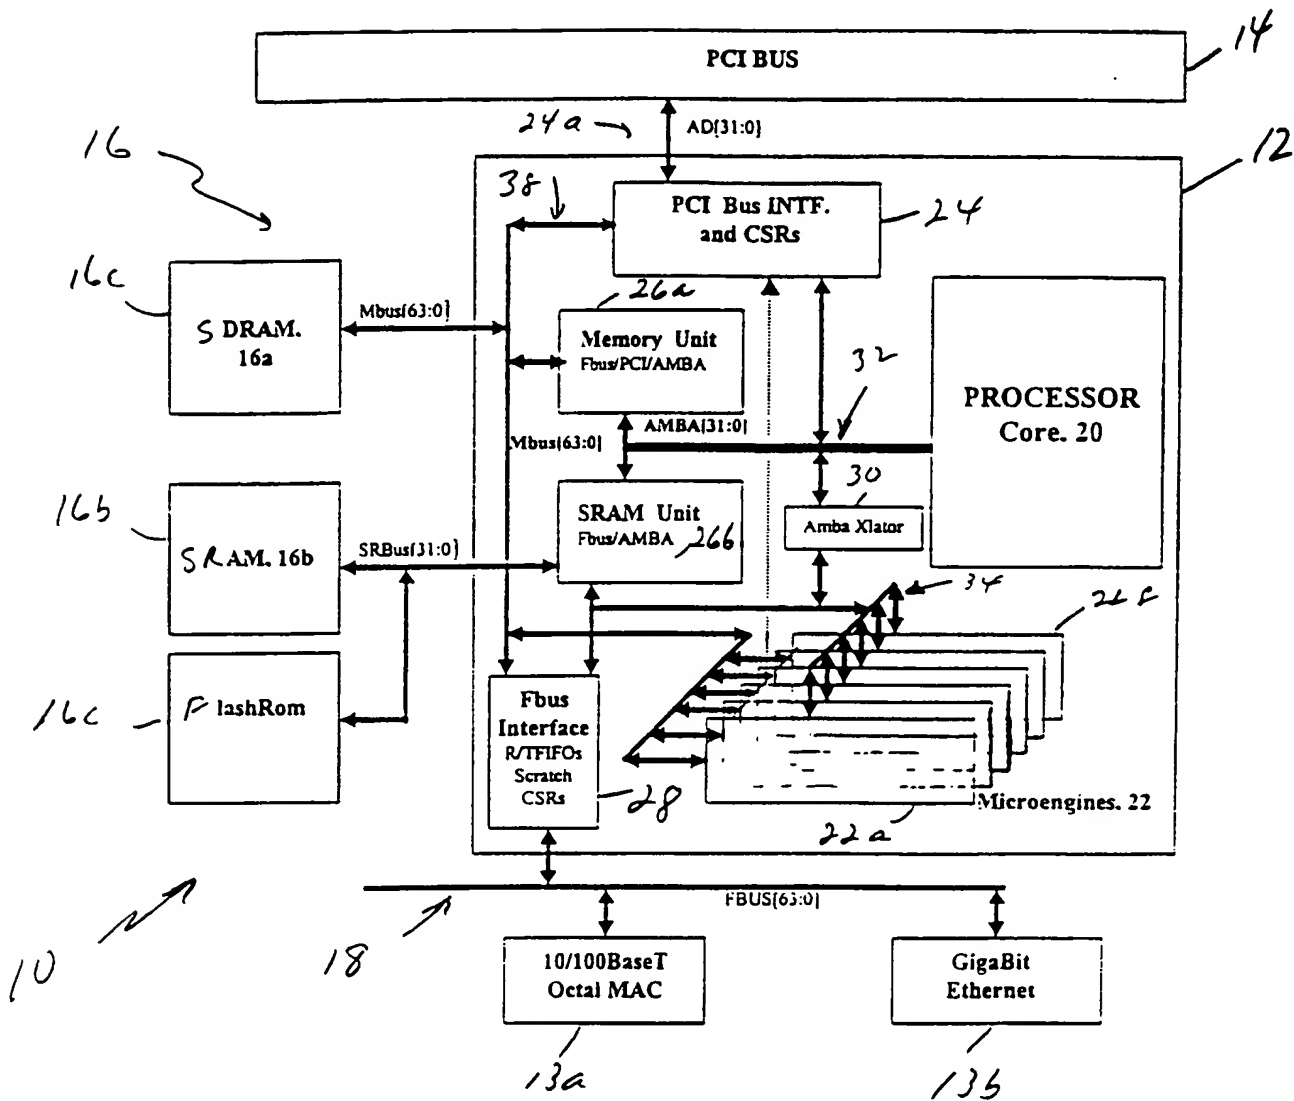 PCI BUS
14
24a
AD[31:0]
16
12
38
PCI Bus INTF.
and CSRs
24
16c
26a
S DRAM.
16a
Mbus[63:0]
Memory Unit
Fbus/PCI/AMBA
32
PROCESSOR
Core. 20
AMBA[31:0]
Mbus[63:0]
30
16b
SRAM Unit
Fbus/AMBA
26b
Amba Xlator
SRAM. 16b
SRBus[31:0]
34
16c
FlashRom
Fbus
Interface
R/TFIFOs
Scratch
CSRs
28
Microengines. 22
22a
FBUS[63:0]
10
18
10/100BaseT
Octal MAC
GigaBit
Ethernet
13a
13b